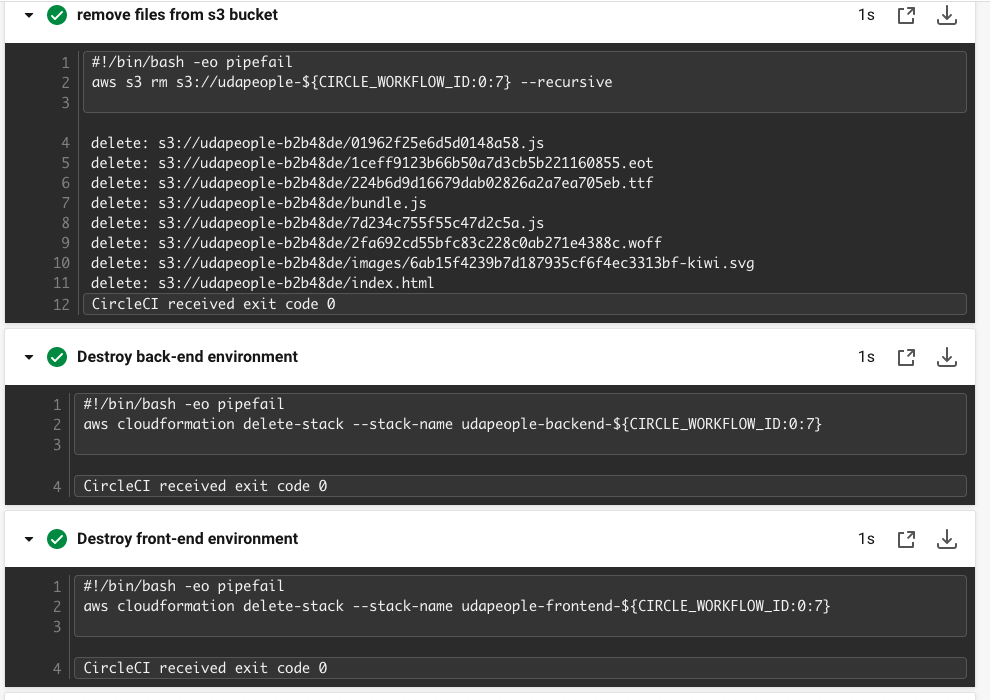 remove files from s3 bucket 1s
1 #!/bin/bash -eo pipefail
2 aws s3 rm s3://udapeople-${CIRCLE_WORKFLOW_ID:0:7} --recursive
3
4 delete: s3://udapeople-b2b48de/01962f25e6d5d0148a58.js
5 delete: s3://udapeople-b2b48de/1ceff9123b66b50a7d3cb5b221160855.eot
6 delete: s3://udapeople-b2b48de/224b6d9d16679dab02826a2a7ea705eb.ttf
7 delete: s3://udapeople-b2b48de/bundle.js
8 delete: s3://udapeople-b2b48de/7d234c755f55c47d2c5a.js
9 delete: s3://udapeople-b2b48de/2fa692cd55bfc83c228c0ab271e4388c.woff
10 delete: s3://udapeople-b2b48de/images/6ab15f4239b7d187935cf6f4ec3313bf-kiwi.svg
11 delete: s3://udapeople-b2b48de/index.html
12 CircleCI received exit code 0
Destroy back-end environment 1s
1 #!/bin/bash -eo pipefail
2 aws cloudformation delete-stack --stack-name udapeople-backend-${CIRCLE_WORKFLOW_ID:0:7}
3
4 CircleCI received exit code 0
Destroy front-end environment 1s
1 #!/bin/bash -eo pipefail
2 aws cloudformation delete-stack --stack-name udapeople-frontend-${CIRCLE_WORKFLOW_ID:0:7}
3
4 CircleCI received exit code 0